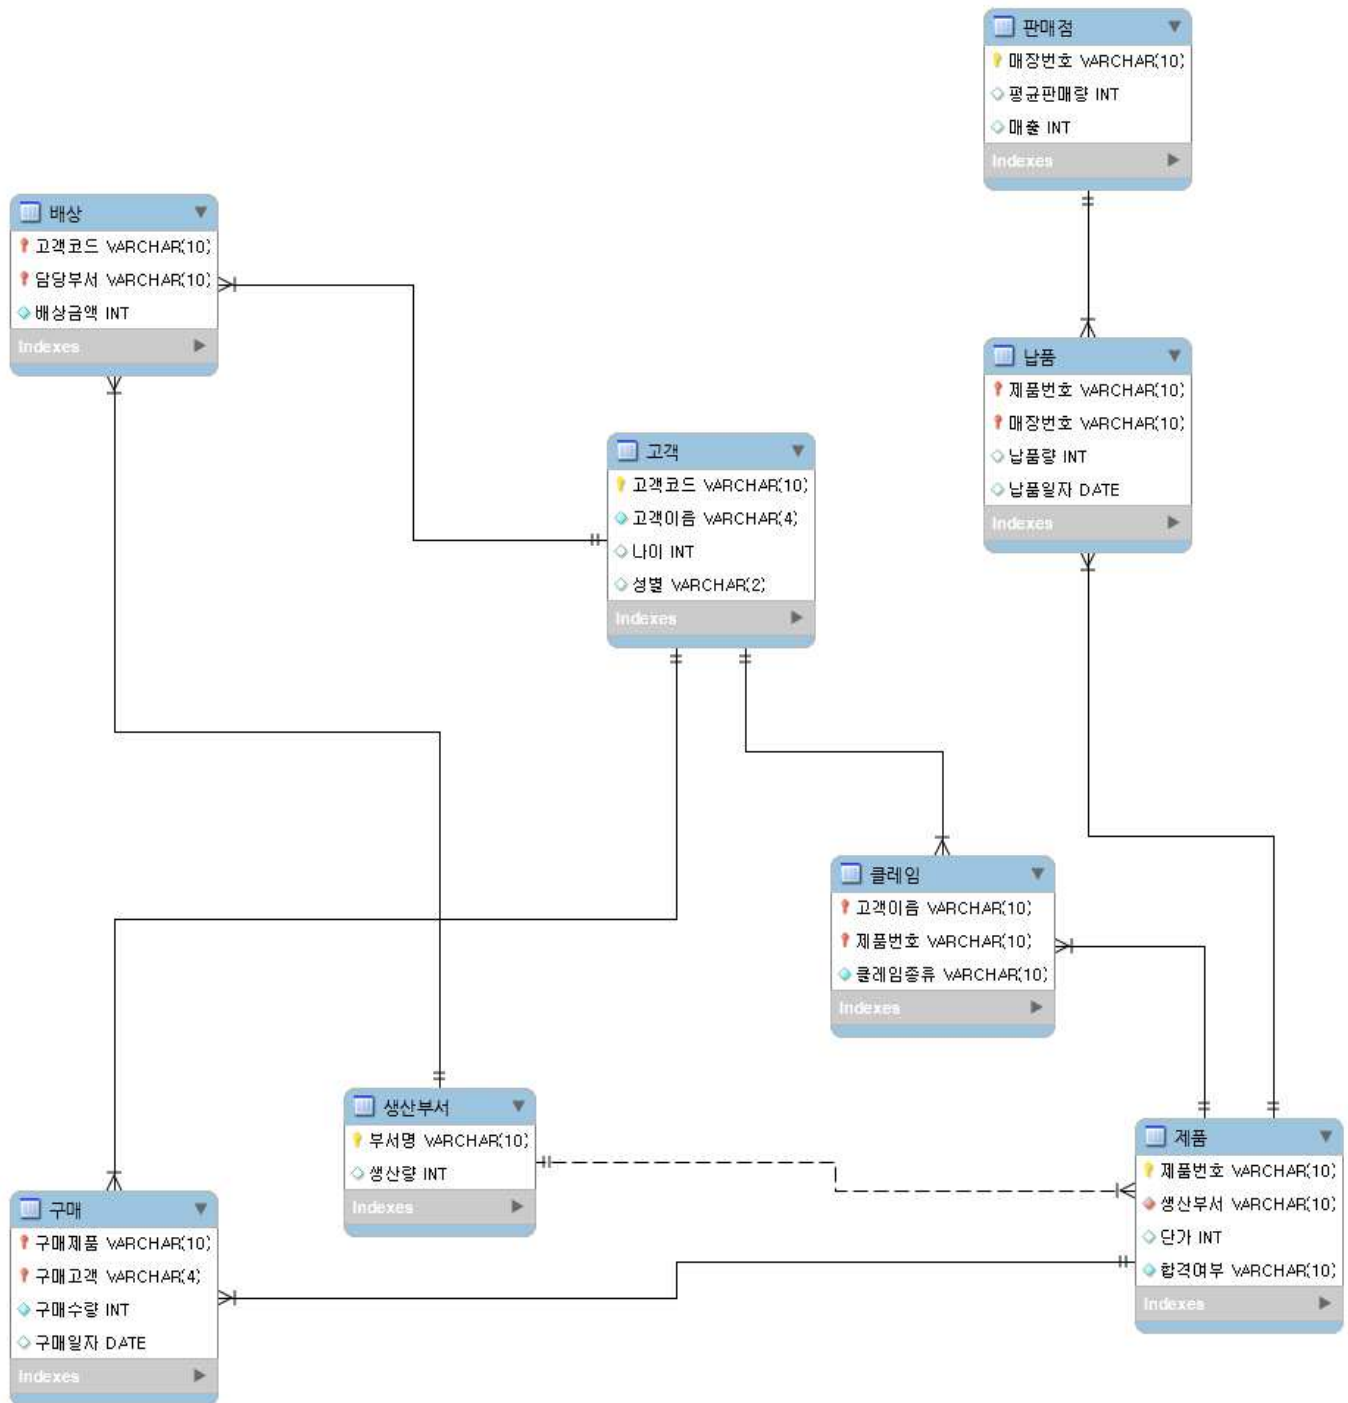 판매점
매장번호 VARCHAR(10)
평균판매량 INT
매출 INT
Indexes
배상
고객코드 VARCHAR(10)
담당부서 VARCHAR(10)
배상금액 INT
Indexes
납품
제품번호 VARCHAR(10)
매장번호 VARCHAR(10)
납품량 INT
납품일자 DATE
Indexes
고객
고객코드 VARCHAR(10)
고객이름 VARCHAR(4)
나이 INT
성별 VARCHAR(2)
Indexes
클레임
고객이름 VARCHAR(10)
제품번호 VARCHAR(10)
클레임종류 VARCHAR(10)
Indexes
생산부서
부서명 VARCHAR(10)
생산량 INT
Indexes
제품
제품번호 VARCHAR(10)
생산부서 VARCHAR(10)
단가 INT
합격여부 VARCHAR(10)
Indexes
구매
구매제품 VARCHAR(10)
구매고객 VARCHAR(4)
구매수량 INT
구매일자 DATE
Indexes